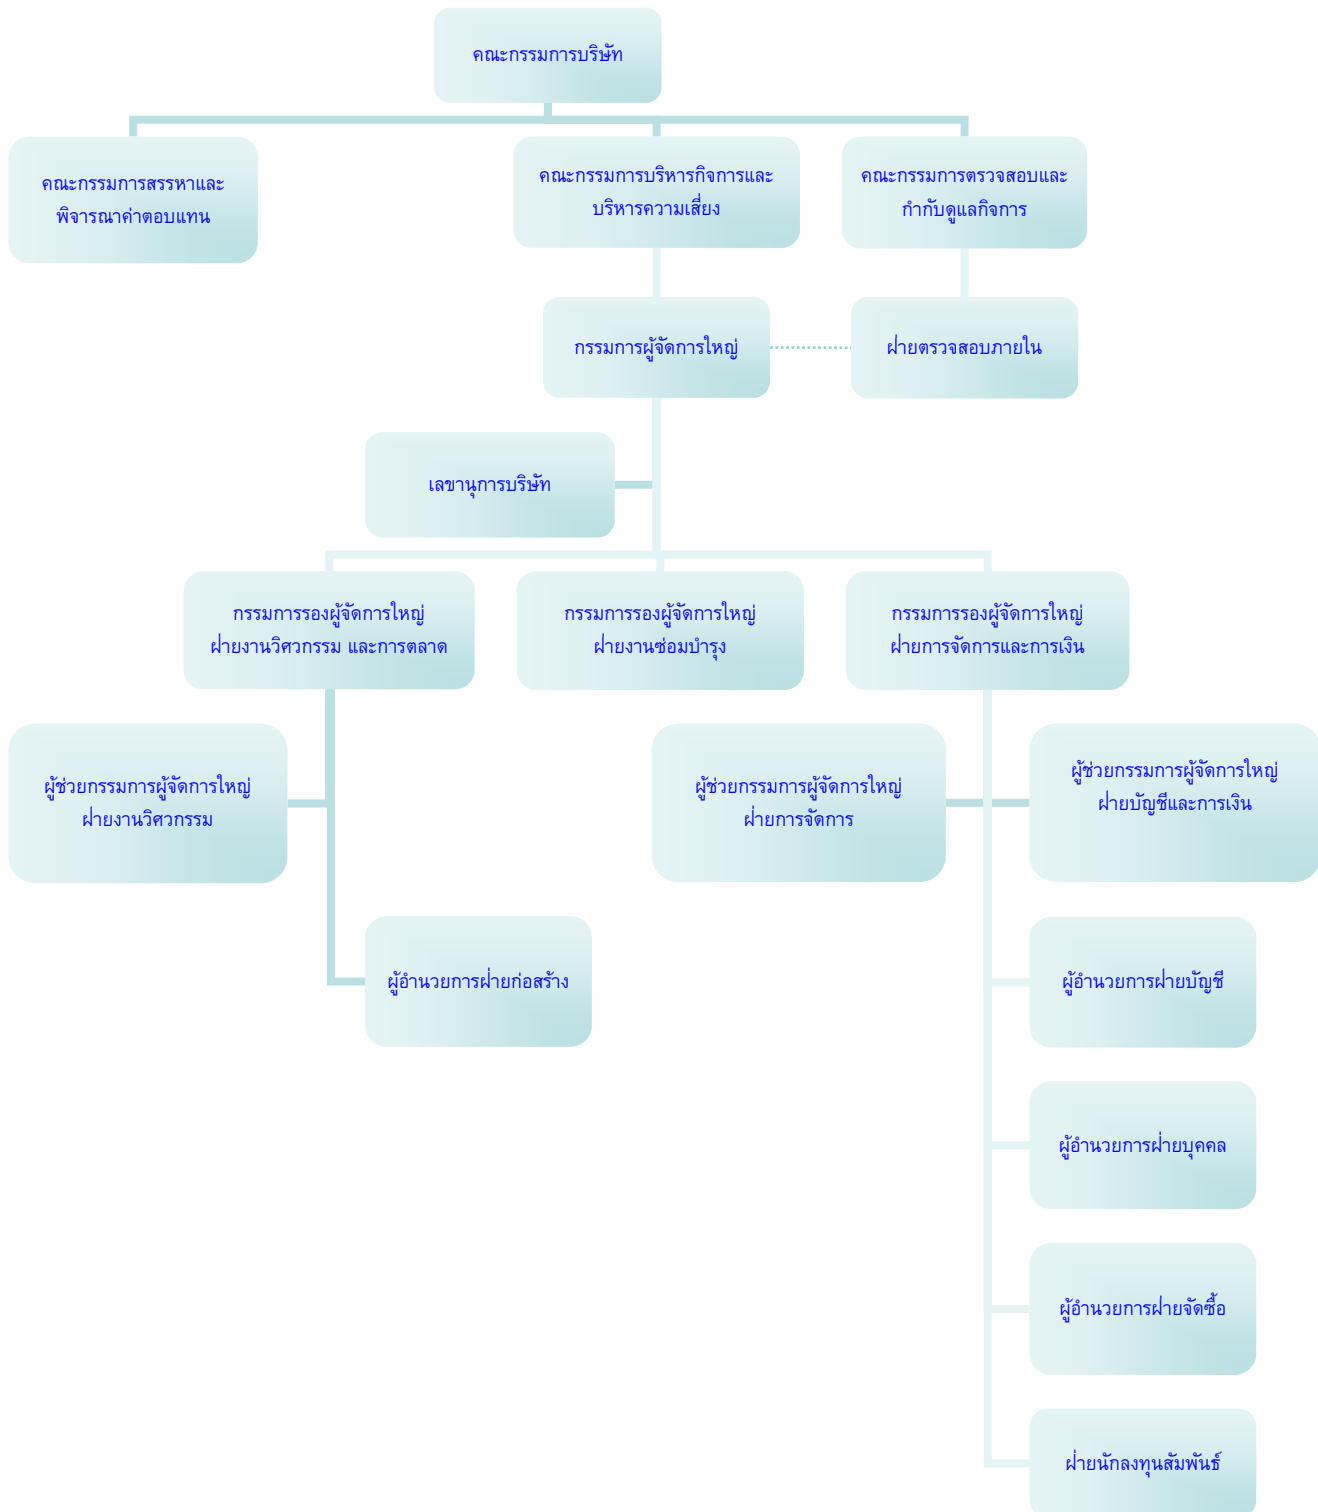 คณะกรรมการบริษัท
คณะกรรมการสรรหาและ
พิจารณาค่าตอบแทน
คณะกรรมการบริหารกิจการและ
บริหารความเสี่ยง
คณะกรรมการตรวจสอบและ
กำกับดูแลกิจการ
กรรมการผู้จัดการใหญ่
ฝ่ายตรวจสอบภายใน
เลขานุการบริษัท
กรรมการรองผู้จัดการใหญ่
ฝ่ายงานวิศวกรรม และการตลาด
กรรมการรองผู้จัดการใหญ่
ฝ่ายงานซ่อมบำรุง
กรรมการรองผู้จัดการใหญ่
ฝ่ายการจัดการและการเงิน
ผู้ช่วยกรรมการผู้จัดการใหญ่
ฝ่ายงานวิศวกรรม
ผู้ช่วยกรรมการผู้จัดการใหญ่
ฝ่ายการจัดการ
ผู้ช่วยกรรมการผู้จัดการใหญ่
ฝ่ายบัญชีและการเงิน
ผู้อำนวยการฝ่ายก่อสร้าง
ผู้อำนวยการฝ่ายบัญชี
ผู้อำนวยการฝ่ายบุคคล
ผู้อำนวยการฝ่ายจัดซื้อ
ฝ่ายนักลงทุนสัมพันธ์